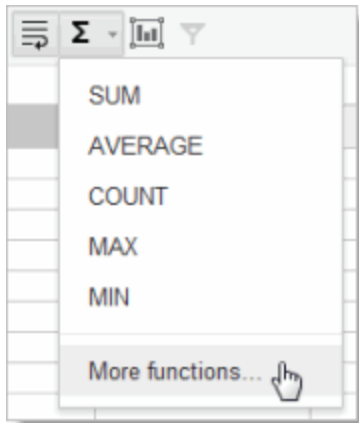 Σ
SUM
AVERAGE
COUNT
MAX
MIN
More functions...